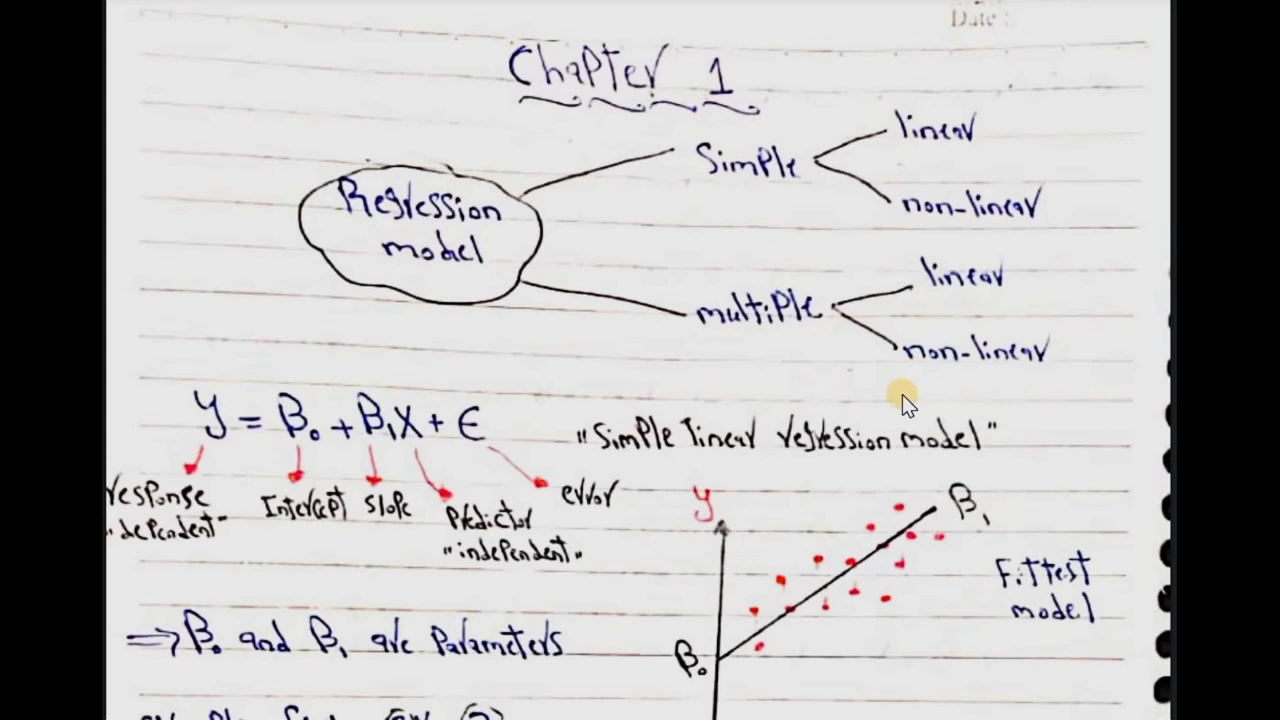 Date :
Chapter 1
Regression
model
Simple
linear
non-linear
multiple
linear
non-linear
y = β₀ + β₁X + ϵ
"Simple linear regression model"
response
"dependent"
Intercept
slope
Predictor
"independent"
error
y
β₁
Fittest
model
β₀
⇒ β₀ and β₁ are Parameters